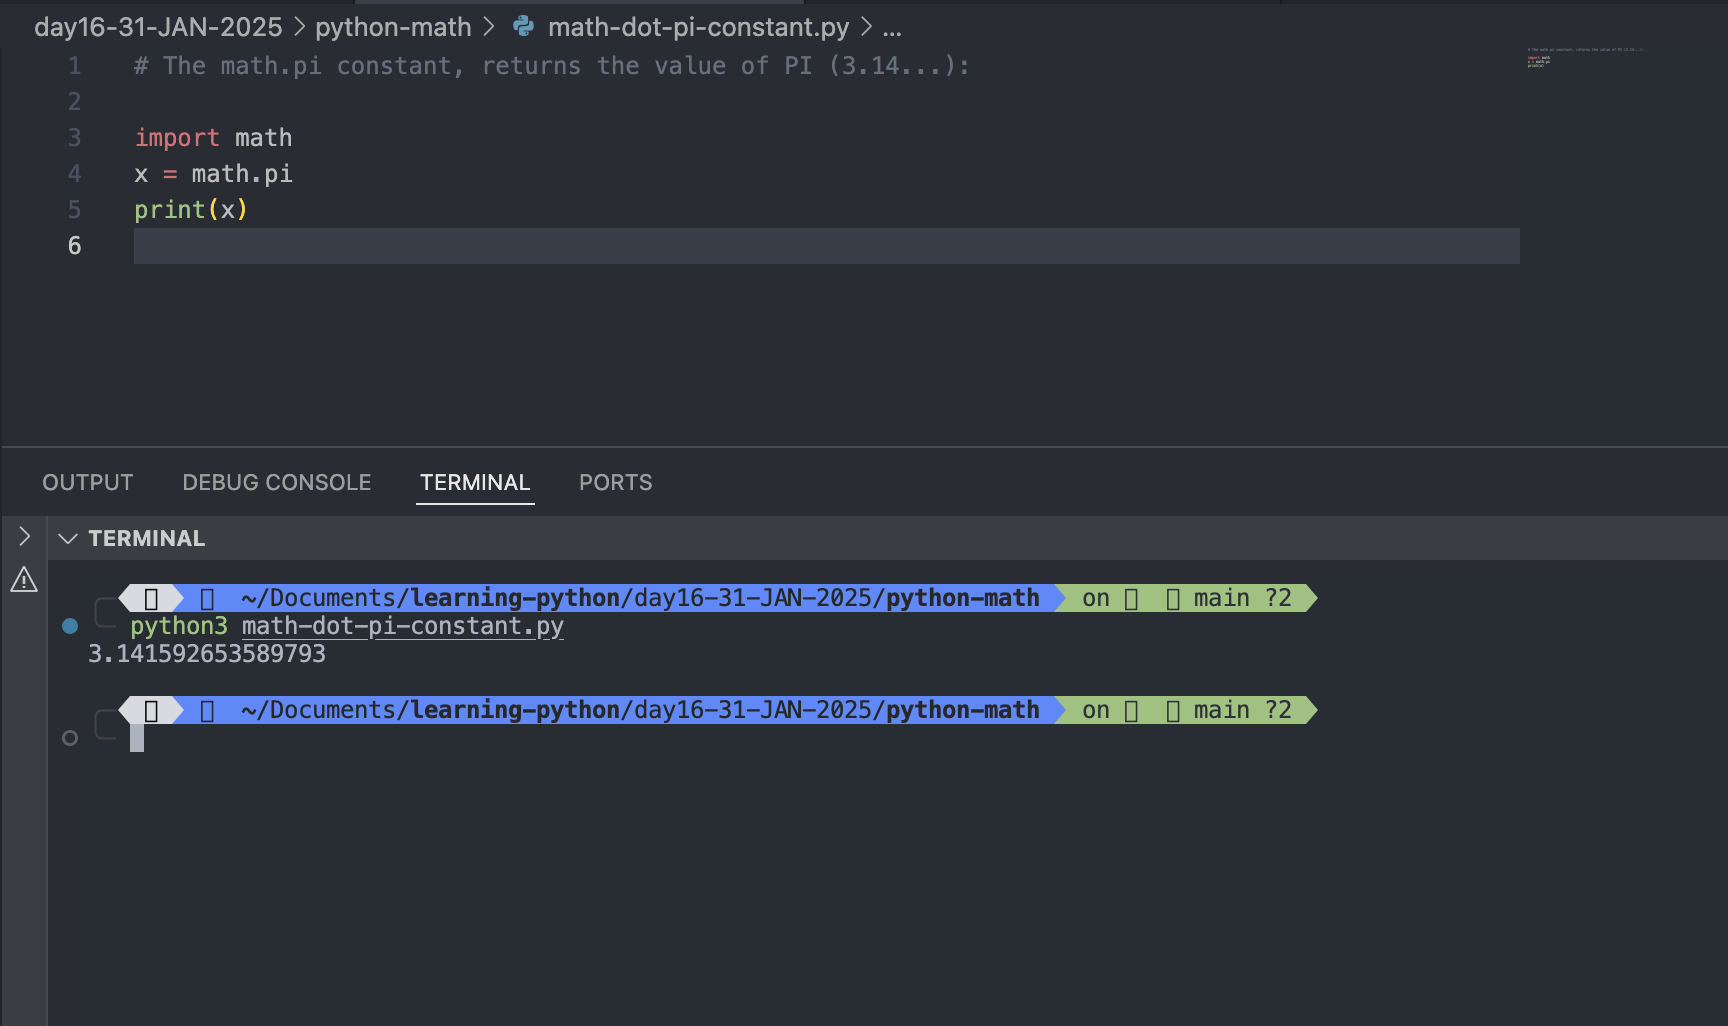 day16-31-JAN-2025 > python-math > math-dot-pi-constant.py > ...
1 # The math.pi constant, returns the value of PI (3.14...):
2
3 import math
4 x = math.pi
5 print(x)
6
OUTPUT DEBUG CONSOLE TERMINAL PORTS
TERMINAL
~/Documents/learning-python/day16-31-JAN-2025/python-math on main ?2
python3 math-dot-pi-constant.py
3.141592653589793
~/Documents/learning-python/day16-31-JAN-2025/python-math on main ?2